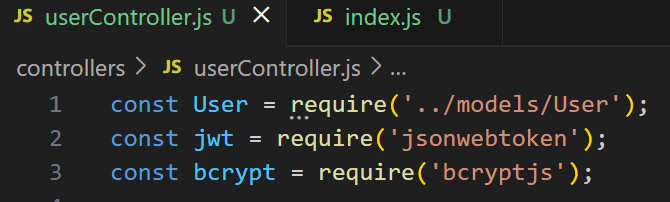 JS userController.js U × JS index.js U
controllers > JS userController.js > ...
1 const User = require('../models/User');
2 const jwt = require('jsonwebtoken');
3 const bcrypt = require('bcryptjs');